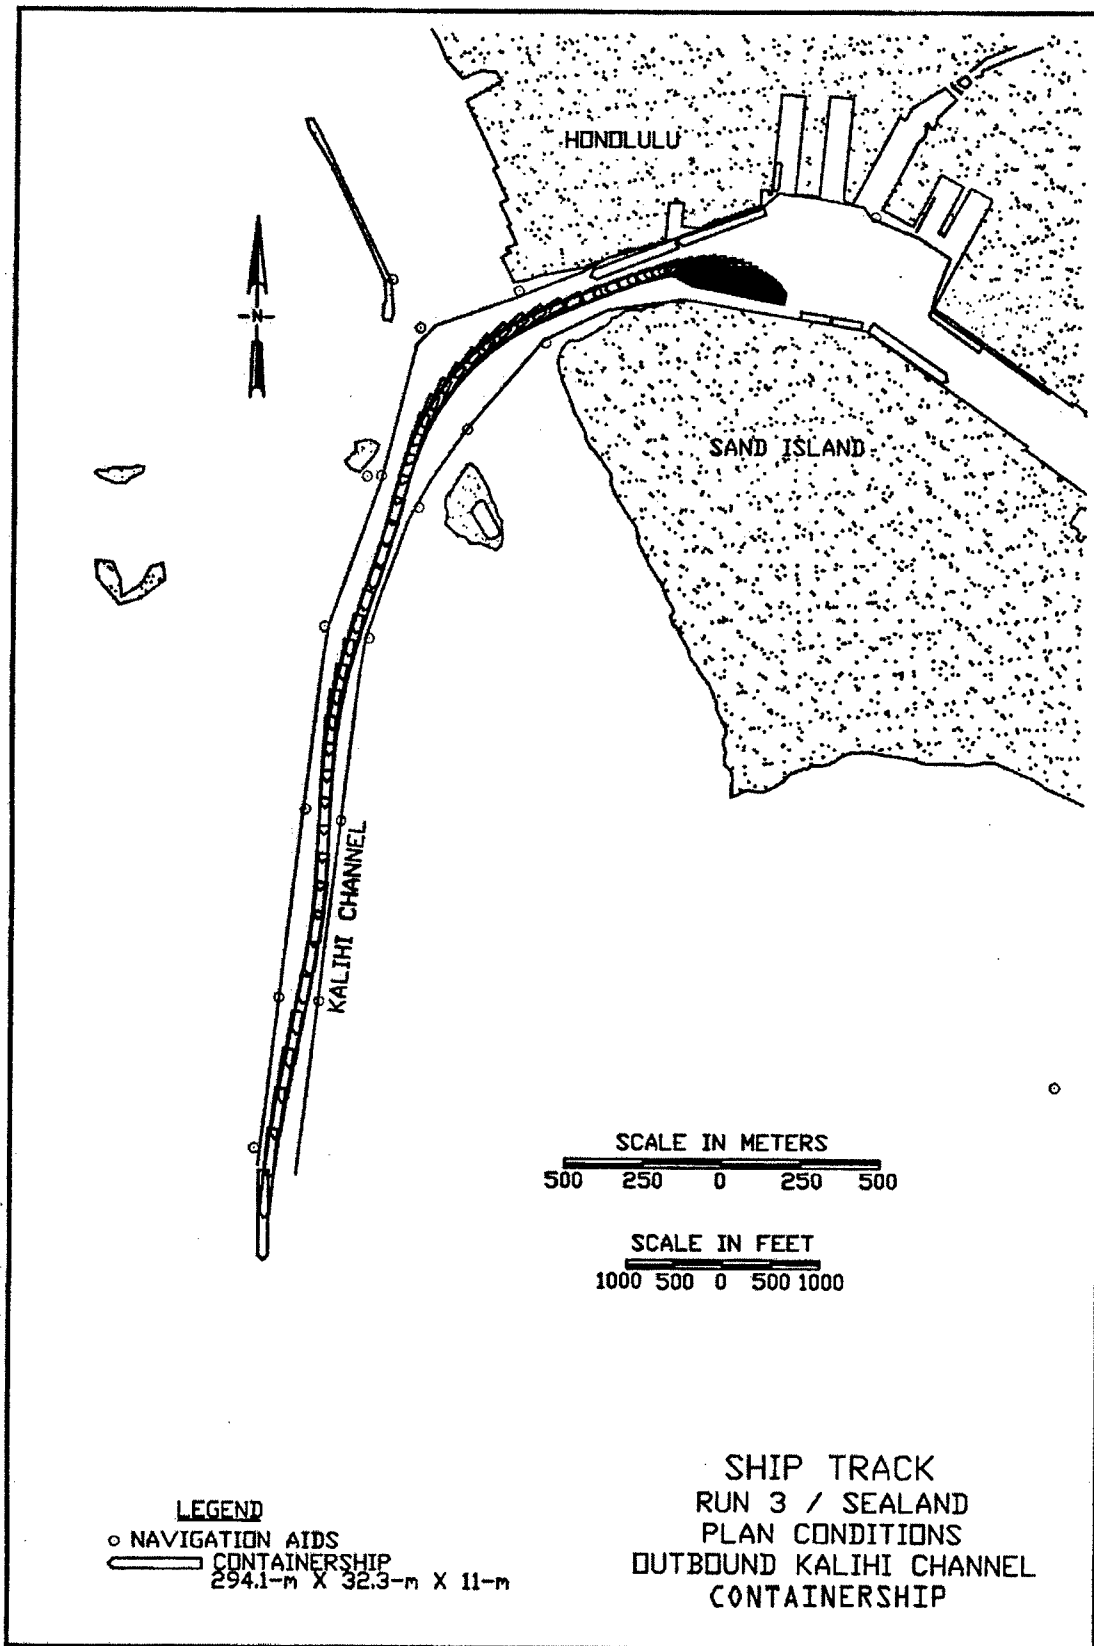 HONOLULU
N
SAND ISLAND
KALIHI CHANNEL
SCALE IN METERS
500 250 0 250 500
SCALE IN FEET
1000 500 0 500 1000
LEGEND
NAVIGATION AIDS
CONTAINERSHIP
294.1-m X 32.3-m X 11-m
SHIP TRACK
RUN 3 / SEALAND
PLAN CONDITIONS
OUTBOUND KALIHI CHANNEL
CONTAINERSHIP